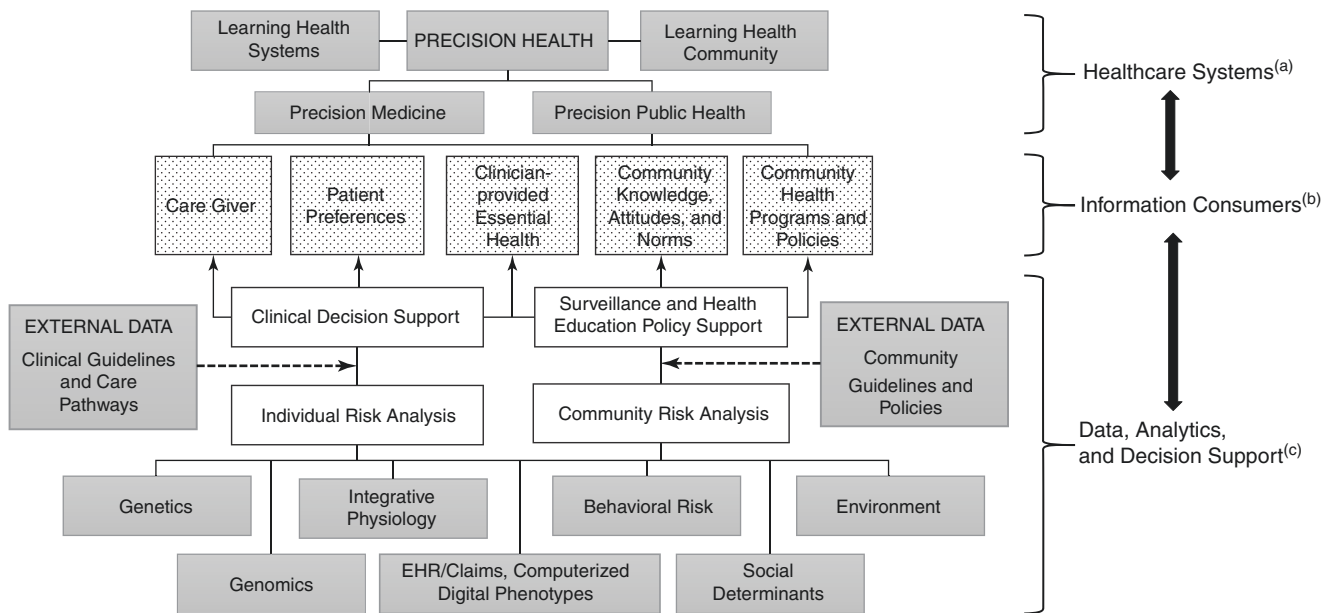 Learning Health
Systems
PRECISION HEALTH
Learning Health
Community
Healthcare Systems(a)
Precision Medicine
Precision Public Health
Care Giver
Patient
Preferences
Clinician-
provided
Essential
Health
Community
Knowledge,
Attitudes, and
Norms
Community
Health
Programs and
Policies
Information Consumers(b)
Clinical Decision Support
Surveillance and Health
Education Policy Support
EXTERNAL DATA
Clinical Guidelines
and Care
Pathways
EXTERNAL DATA
Community
Guidelines and
Policies
Individual Risk Analysis
Community Risk Analysis
Data, Analytics,
and Decision Support(c)
Genetics
Integrative
Physiology
Behavioral Risk
Environment
Genomics
EHR/Claims, Computerized
Digital Phenotypes
Social
Determinants